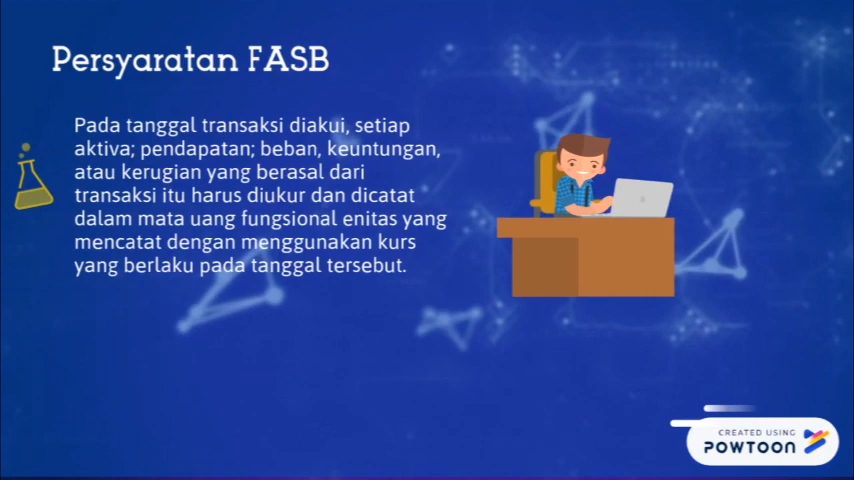 Persyaratan FASB
Pada tanggal transaksi diakui, setiap
aktiva; pendapatan; beban, keuntungan,
atau kerugian yang berasal dari
transaksi itu harus diukur dan dicatat
dalam mata uang fungsional enitas yang
mencatat dengan menggunakan kurs
yang berlaku pada tanggal tersebut.
CREATED USING
POWTOON